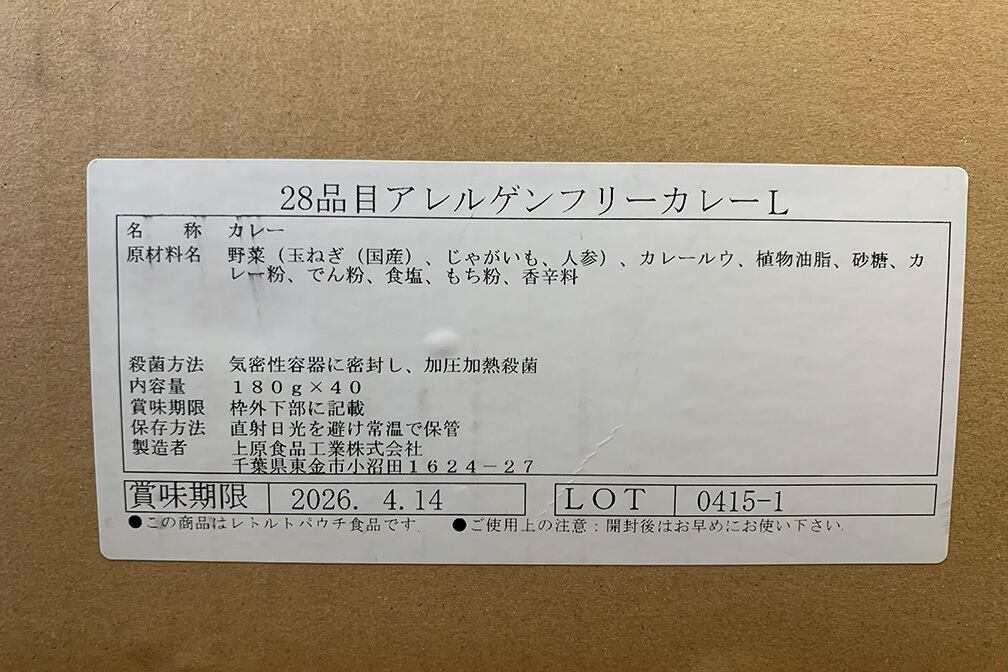 28品目アレルゲンフリーカレーL
名　称　カレー
原材料名　野菜（玉ねぎ（国産）、じゃがいも、人参）、カレールウ、植物油脂、砂糖、カ
レー粉、でん粉、食塩、もち粉、香辛料
殺菌方法　気密性容器に密封し、加圧加熱殺菌
内容量　１８０ｇ×４０
賞味期限　枠外下部に記載
保存方法　直射日光を避け常温で保管
製造者　上原食品工業株式会社
千葉県東金市小沼田１６２４－２７
賞味期限　2026. 4.14　LOT　0415-1
●この商品はレトルトパウチ食品です。　●ご使用上の注意：開封後はお早めにお使い下さい。